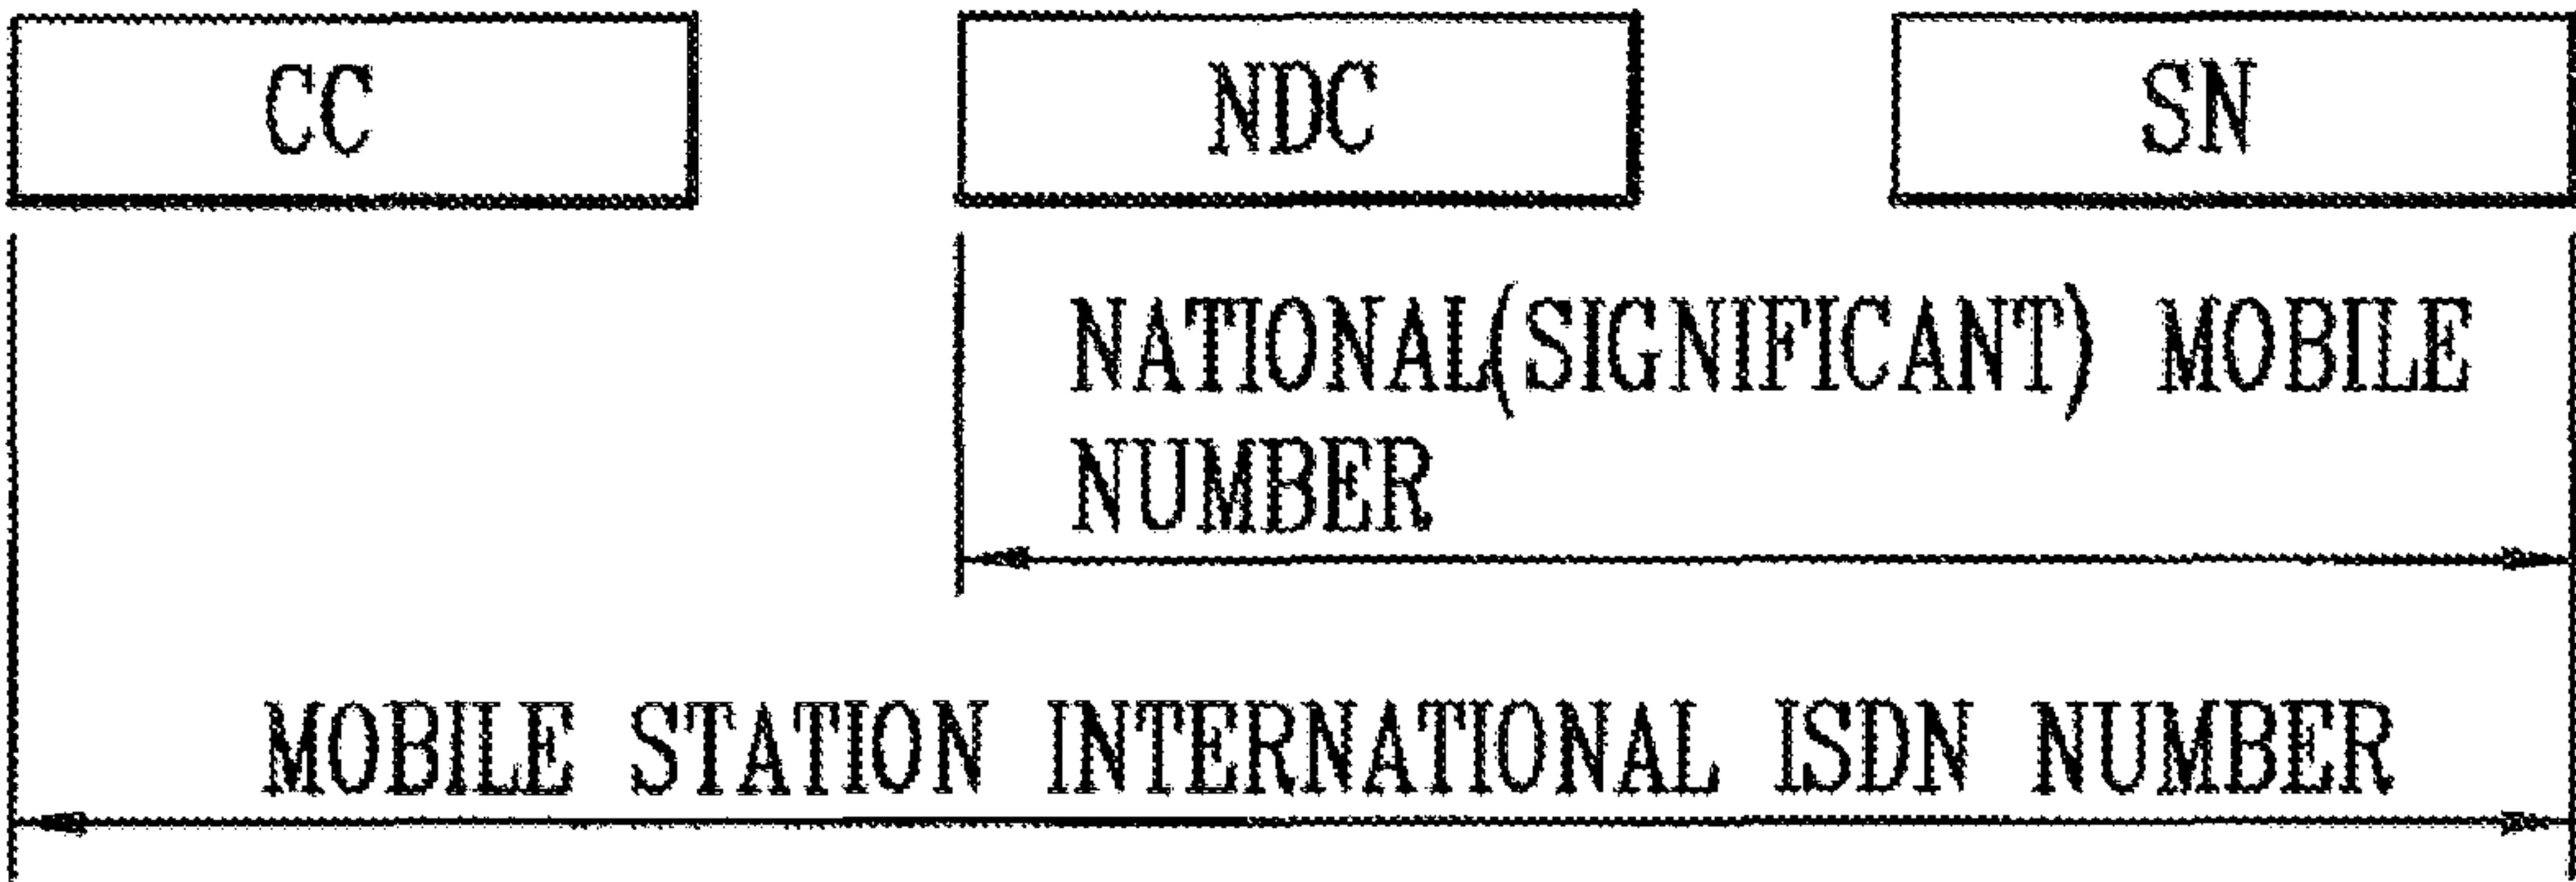 CC NDC SN
NATIONAL(SIGNIFICANT) MOBILE
NUMBER
MOBILE STATION INTERNATIONAL ISDN NUMBER